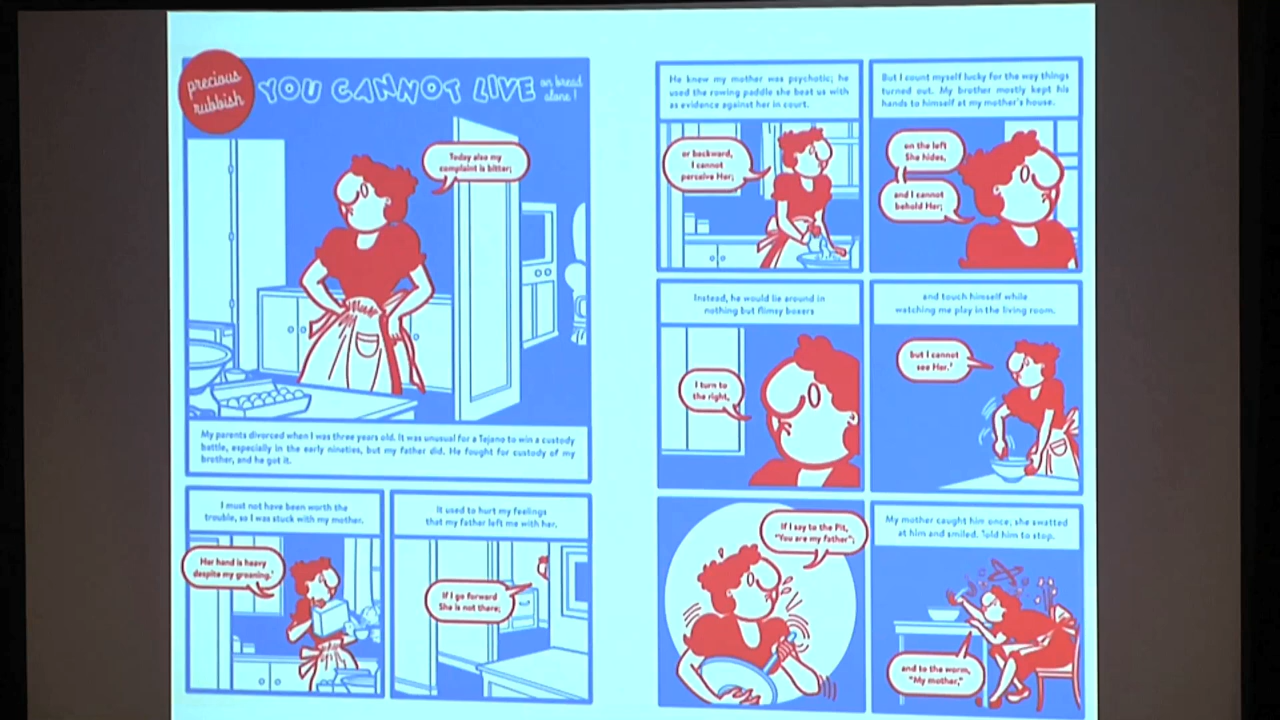 precious
rubbish
YOU CANNOT LIVE
on bread
alone!
Today also my
complaint is bitter;
My parents divorced when I was three years old. It was unusual for a Tejano to win a custody
battle, especially in the early nineties, but my father did. He fought for custody of my
brother, and he got it.
I must not have been worth the
trouble, so I was stuck with my mother.
Her hand is heavy
despite my groaning.'
It used to hurt my feelings
that my father left me with her.
If I go forward
She is not there;
He knew my mother was psychotic; he
used the rowing paddle she beat us with
as evidence against her in court.
or backward,
I cannot
perceive Her;
But I count myself lucky for the way things
turned out. My brother mostly kept his
hands to himself at my mother's house.
on the left
She hides,
and I cannot
behold Her;
Instead, he would lie around in
nothing but flimsy boxers
I turn to
the right,
and touch himself while
watching me play in the living room.
but I cannot
see Her.'
If I say to the Pit,
"You are my father";
My mother caught him once, she swatted
at him and smiled. Told him to stop.
and to the worm,
"My mother,"